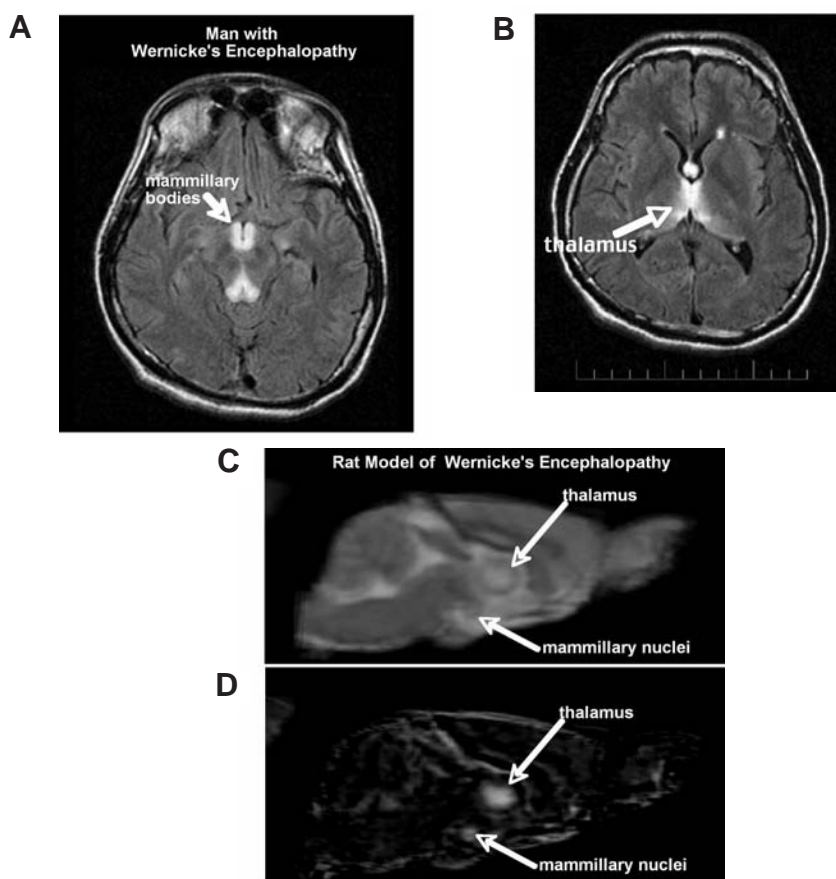 A
Man with
Wernicke's Encephalopathy
mammillary
bodies
B
thalamus
C
Rat Model of Wernicke's Encephalopathy
thalamus
mammillary nuclei
D
thalamus
mammillary nuclei